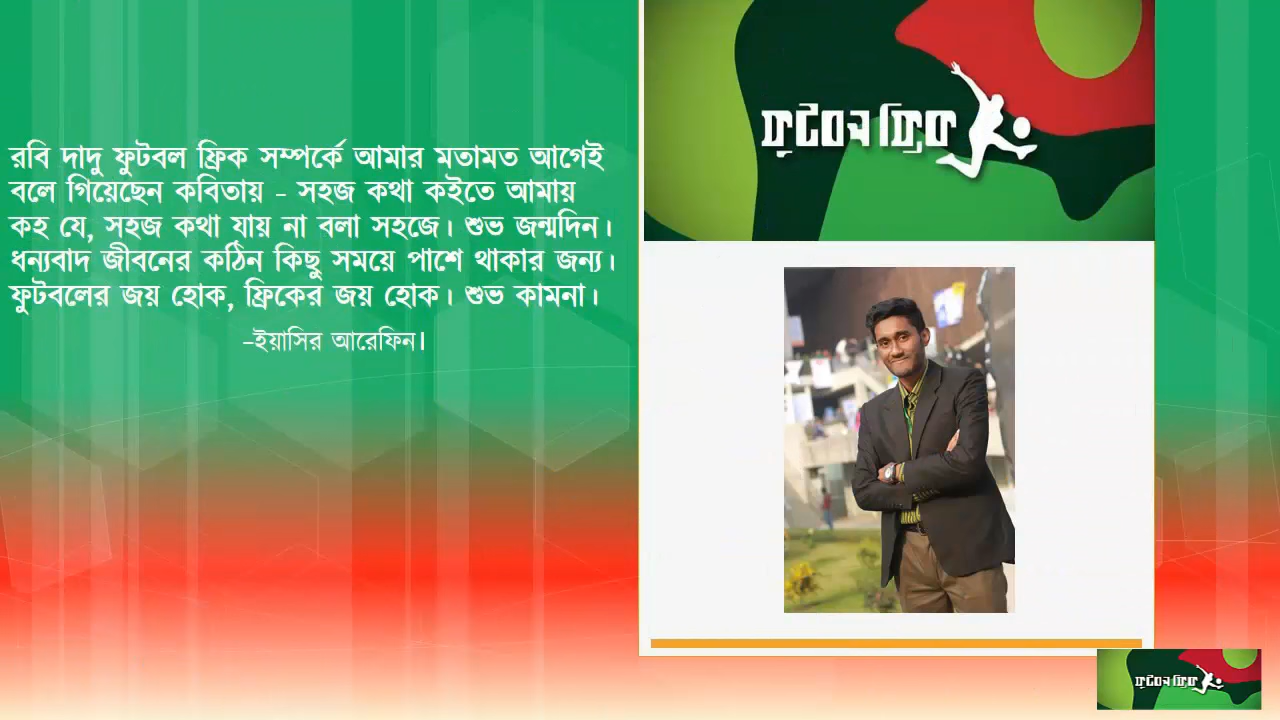 রবি দাদু ফুটবল ফ্রিক সম্পর্কে আমার মতামত আগেই
বলে গিয়েছেন কবিতায় - সহজ কথা কইতে আমায়
কহ যে, সহজ কথা যায় না বলা সহজে। শুভ জন্মদিন।
ধন্যবাদ জীবনের কঠিন কিছু সময়ে পাশে থাকার জন্য।
ফুটবলের জয় হোক, ফ্রিকের জয় হোক। শুভ কামনা।
–ইয়াসির আরেফিন।
ফুটবল ফ্রিক
ফুটবল ফ্রিক